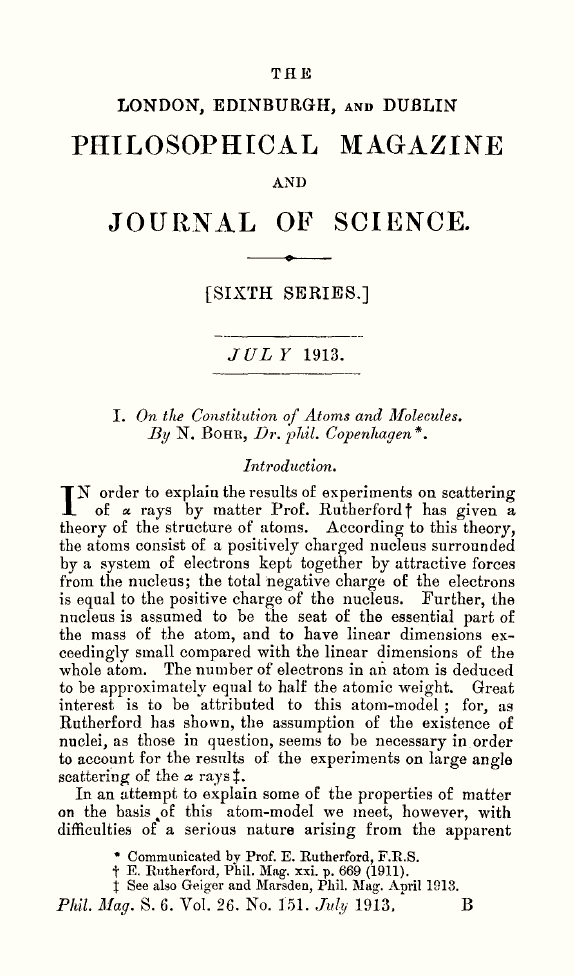 THE
LONDON, EDINBURGH, AND DUBLIN
PHILOSOPHICAL MAGAZINE
AND
JOURNAL OF SCIENCE.
[SIXTH SERIES.]
JULY 1913.
I. On the Constitution of Atoms and Molecules.
By N. BOHR, Dr. phil. Copenhagen*.
Introduction.
IN order to explain the results of experiments on scattering
of α rays by matter Prof. Rutherford† has given a
theory of the structure of atoms. According to this theory,
the atoms consist of a positively charged nucleus surrounded
by a system of electrons kept together by attractive forces
from the nucleus; the total negative charge of the electrons
is equal to the positive charge of the nucleus. Further, the
nucleus is assumed to be the seat of the essential part of
the mass of the atom, and to have linear dimensions ex-
ceedingly small compared with the linear dimensions of the
whole atom. The number of electrons in an atom is deduced
to be approximately equal to half the atomic weight. Great
interest is to be attributed to this atom-model; for, as
Rutherford has shown, the assumption of the existence of
nuclei, as those in question, seems to be necessary in order
to account for the results of the experiments on large angle
scattering of the α rays‡.
In an attempt to explain some of the properties of matter
on the basis of this atom-model we meet, however, with
difficulties of a serious nature arising from the apparent
* Communicated by Prof. E. Rutherford, F.R.S.
† E. Rutherford, Phil. Mag. xxi. p. 669 (1911).
‡ See also Geiger and Marsden, Phil. Mag. April 1913.
Phil. Mag. S. 6. Vol. 26. No. 151. July 1913. B